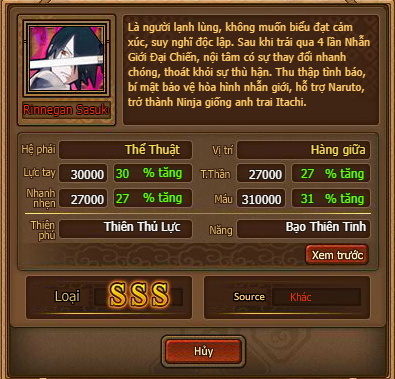 Rinnegan Sasuki
Là người lạnh lùng, không muốn biểu đạt cảm
xúc, suy nghĩ độc lập. Sau khi trải qua 4 lần Nhẫn
Giới Đại Chiến, nội tâm có sự thay đổi nhanh
chóng, thoát khỏi sự thù hận. Thu thập tình báo,
bí mật bảo vệ hòa hình nhẫn giới, hỗ trợ Naruto,
trở thành Ninja giống anh trai Itachi.
Hệ phái Thể Thuật Vị trí Hàng giữa
Lực tay 30000 30 % tăng T.Thần 27000 27 % tăng
Nhanh nhẹn 27000 27 % tăng Máu 310000 31 % tăng
Thiên phú Thiên Thủ Lực Năng Bạo Thiên Tinh
Xem trước
Loại SSS Source Khác
Hủy